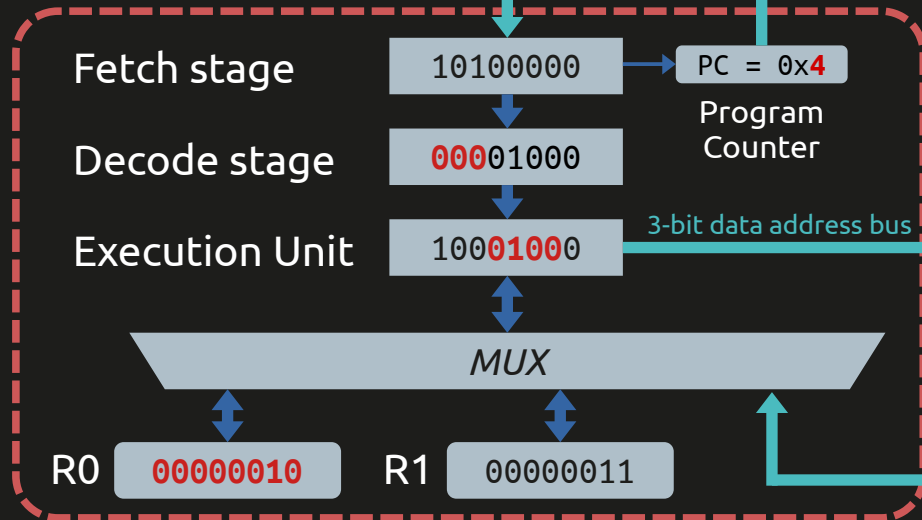 Fetch stage
10100000
PC = 0x4
Program
Counter
Decode stage
00001000
Execution Unit
10001000
3-bit data address bus
MUX
R0
00000010
R1
00000011